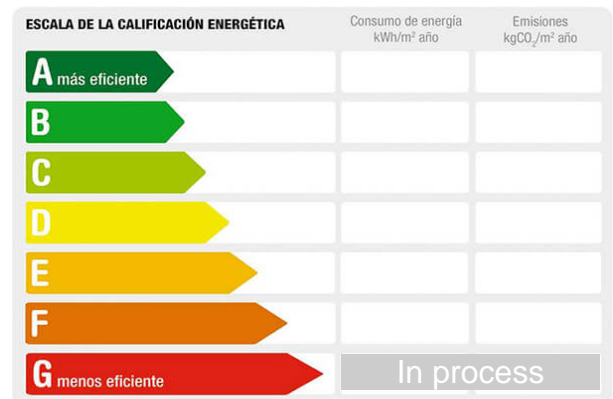 ESCALA DE LA CALIFICACIÓN ENERGÉTICA
Consumo de energía
kWh/m² año
Emisiones
kgCO₂/m² año
A más eficiente
B
C
D
E
F
G menos eficiente
In process